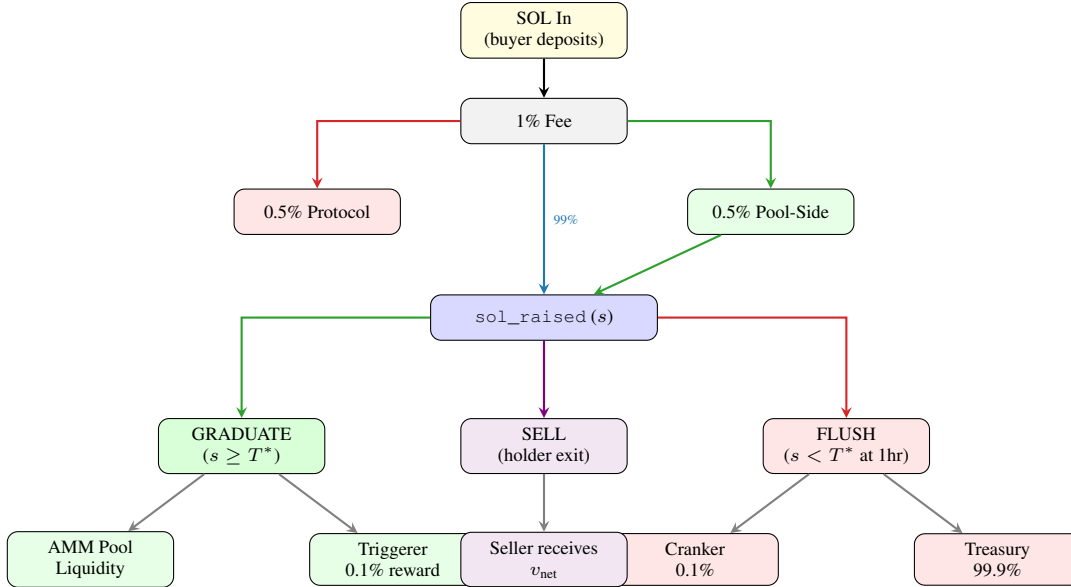 SOL In
(buyer deposits)
1% Fee
0.5% Protocol
0.5% Pool-Side
99%
sol_raised (s)
GRADUATE
(s ≥ T*)
SELL
(holder exit)
FLUSH
(s < T* at 1hr)
AMM Pool
Liquidity
Triggerer
0.1% reward
Seller receives
v_net
Cranker
0.1%
Treasury
99.9%